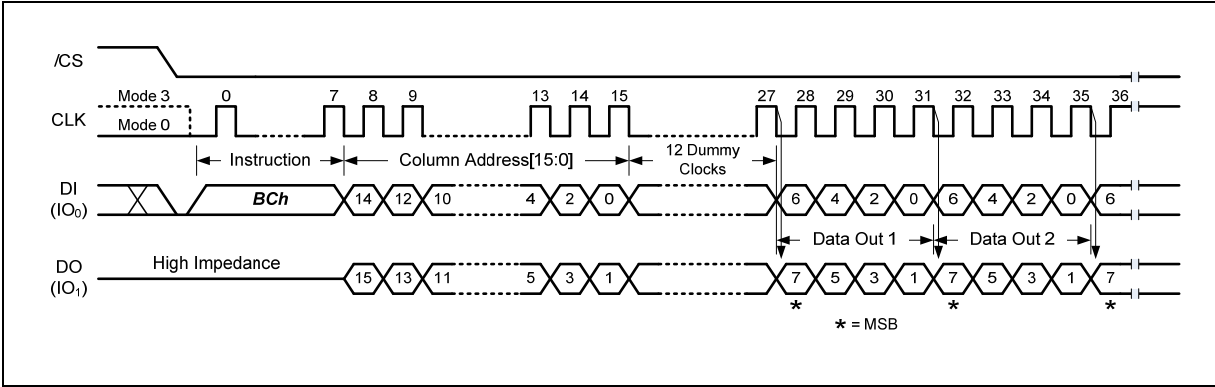 /CS
Mode 3 0 7 8 9 13 14 15 27 28 29 30 31 32 33 34 35 36
CLK
Mode 0
Instruction Column Address[15:0] 12 Dummy Clocks
DI (IO0) BCh 14 12 10 4 2 0 6 4 2 0 6 4 2 0 6
Data Out 1 Data Out 2
DO (IO1) High Impedance 15 13 11 5 3 1 7 5 3 1 7 5 3 1 7
* * *
* = MSB